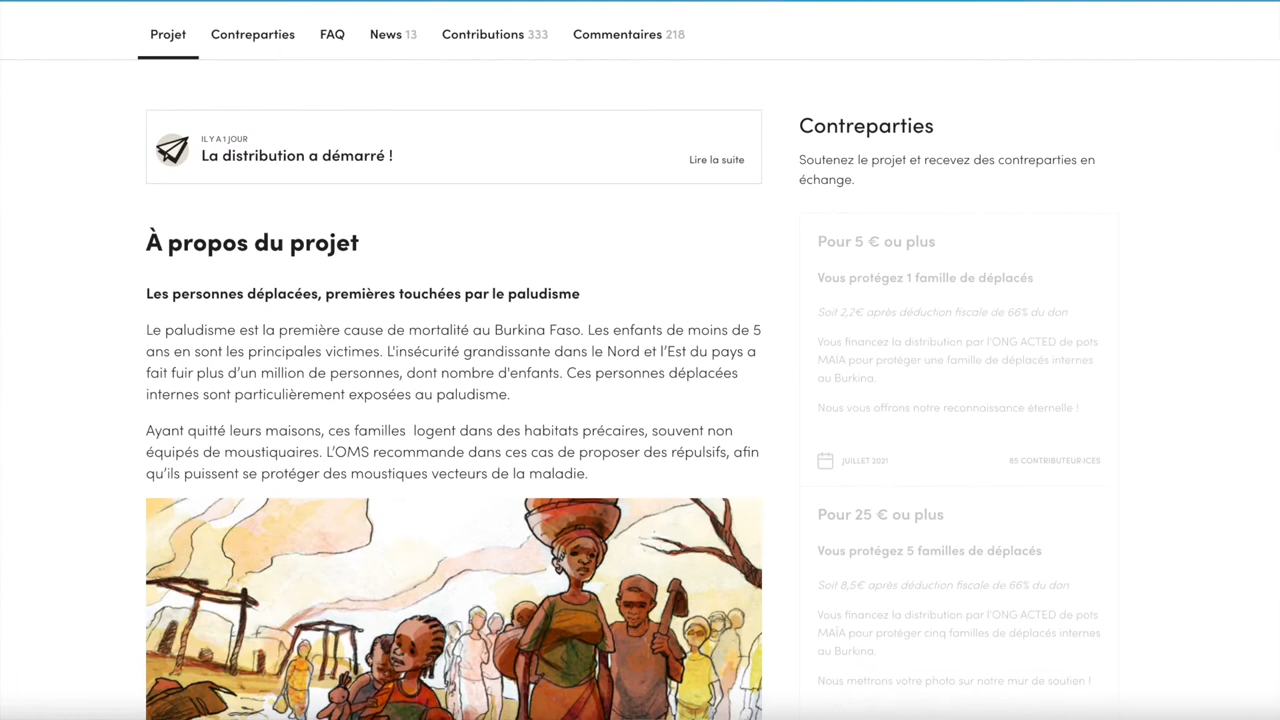 Projet Contreparties FAQ News 13 Contributions 333 Commentaires 218
IL Y A 1 JOUR
La distribution a démarré !
Lire la suite
À propos du projet
Les personnes déplacées, premières touchées par le paludisme
Le paludisme est la première cause de mortalité au Burkina Faso. Les enfants de moins de 5
ans en sont les principales victimes. L'insécurité grandissante dans le Nord et l’Est du pays a
fait fuir plus d’un million de personnes, dont nombre d'enfants. Ces personnes déplacées
internes sont particulièrement exposées au paludisme.
Ayant quitté leurs maisons, ces familles logent dans des habitats précaires, souvent non
équipés de moustiquaires. L’OMS recommande dans ces cas de proposer des répulsifs, afin
qu’ils puissent se protéger des moustiques vecteurs de la maladie.
Contreparties
Soutenez le projet et recevez des contreparties en
échange.
Pour 5 € ou plus
Vous protégez 1 famille de déplacés
Soit 2,2€ après déduction fiscale de 66% du don
Vous financez la distribution par l'ONG ACTED de pots
MAIA pour protéger une famille de déplacés internes
au Burkina.
Nous vous offrons notre reconnaissance éternelle !
JUILLET 2021
85 CONTRIBUTEUR·ICES
Pour 25 € ou plus
Vous protégez 5 familles de déplacés
Soit 8,5€ après déduction fiscale de 66% du don
Vous financez la distribution par l'ONG ACTED de pots
MAÏA pour protéger cinq familles de déplacés internes
au Burkina.
Nous mettrons votre photo sur notre mur de soutien !